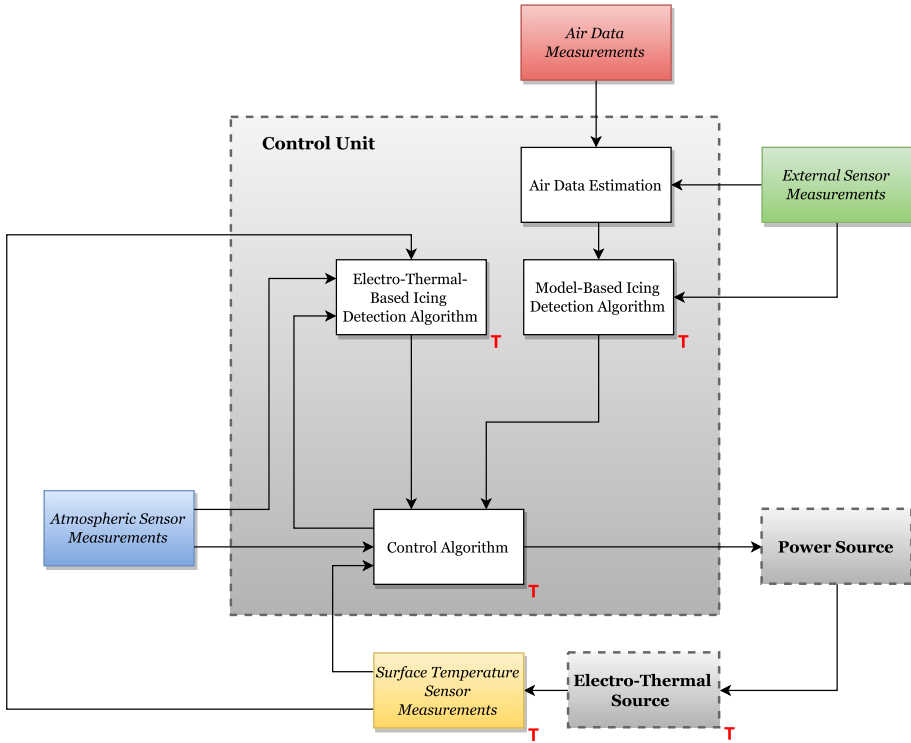 Air Data
Measurements
Control Unit
Air Data Estimation
External Sensor
Measurements
Electro-Thermal-
Based Icing
Detection Algorithm
T
Model-Based Icing
Detection Algorithm
T
Atmospheric Sensor
Measurements
Control Algorithm
T
Power Source
Surface Temperature
Sensor
Measurements
T
Electro-Thermal
Source
T